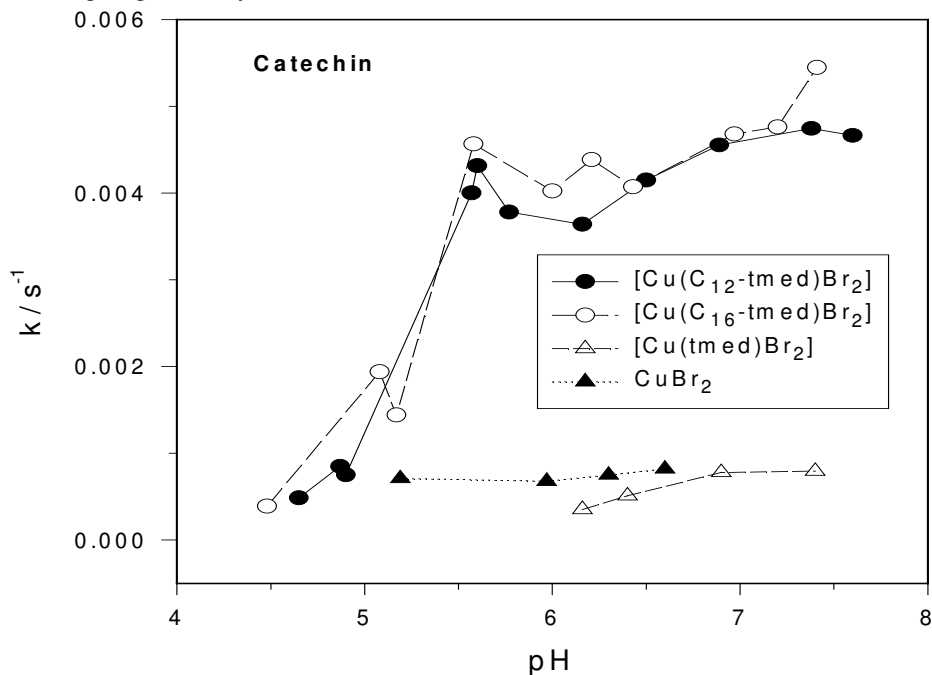 0.006
Catechin
0.004
k / s⁻¹
[Cu(C₁₂-tmed)Br₂]
[Cu(C₁₆-tmed)Br₂]
[Cu(tmed)Br₂]
CuBr₂
0.002
0.000
4 5 6 7 8
pH